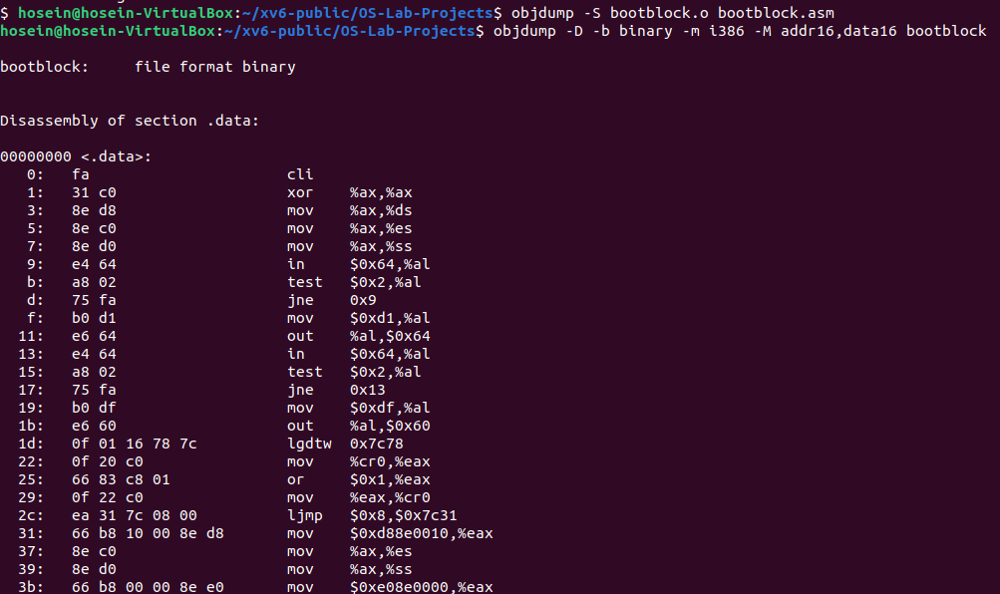 $ hosein@hosein-VirtualBox:~/xv6-public/OS-Lab-Projects$ objdump -S bootblock.o bootblock.asm
hosein@hosein-VirtualBox:~/xv6-public/OS-Lab-Projects$ objdump -D -b binary -m i386 -M addr16,data16 bootblock
bootblock:     file format binary
Disassembly of section .data:
00000000 <.data>:
   0:   fa                      cli
   1:   31 c0                   xor    %ax,%ax
   3:   8e d8                   mov    %ax,%ds
   5:   8e c0                   mov    %ax,%es
   7:   8e d0                   mov    %ax,%ss
   9:   e4 64                   in     $0x64,%al
   b:   a8 02                   test   $0x2,%al
   d:   75 fa                   jne    0x9
   f:   b0 d1                   mov    $0xd1,%al
  11:   e6 64                   out    %al,$0x64
  13:   e4 64                   in     $0x64,%al
  15:   a8 02                   test   $0x2,%al
  17:   75 fa                   jne    0x13
  19:   b0 df                   mov    $0xdf,%al
  1b:   e6 60                   out    %al,$0x60
  1d:   0f 01 16 78 7c          lgdtw  0x7c78
  22:   0f 20 c0                mov    %cr0,%eax
  25:   66 83 c8 01             or     $0x1,%eax
  29:   0f 22 c0                mov    %eax,%cr0
  2c:   ea 31 7c 08 00          ljmp   $0x8,$0x7c31
  31:   66 b8 10 00 8e d8       mov    $0xd88e0010,%eax
  37:   8e c0                   mov    %ax,%es
  39:   8e d0                   mov    %ax,%ss
  3b:   66 b8 00 00 8e e0       mov    $0xe08e0000,%eax